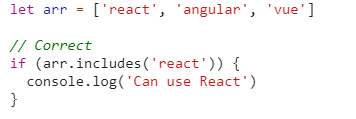 let arr = ['react', 'angular', 'vue']
// Correct
if (arr.includes('react')) {
  console.log('Can use React')
}